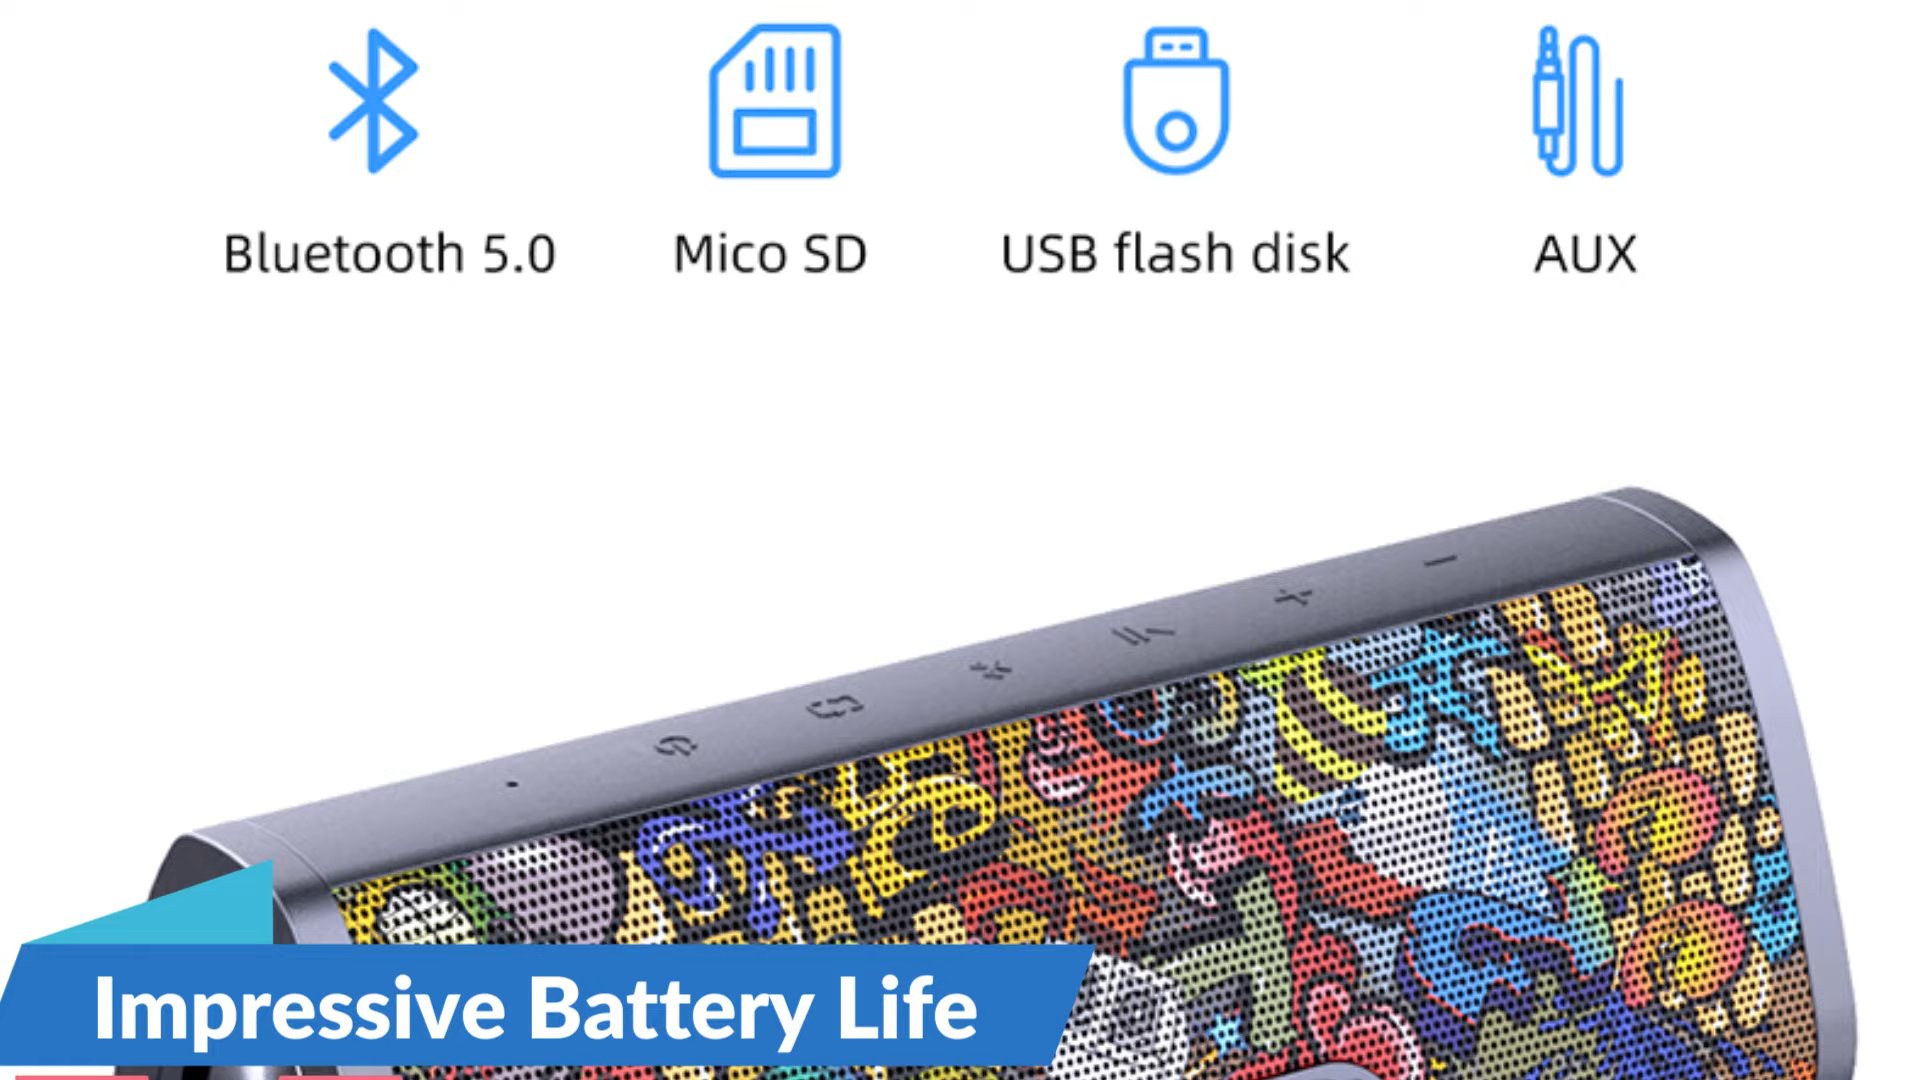 Bluetooth 5.0
Mico SD
USB flash disk
AUX
Impressive Battery Life